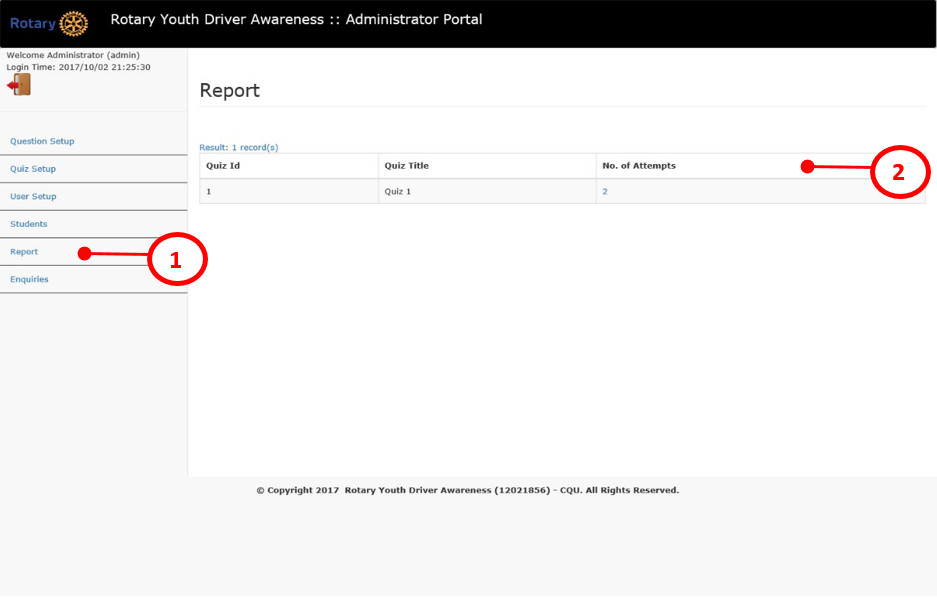 Rotary
Rotary Youth Driver Awareness :: Administrator Portal
Welcome Administrator (admin)
Login Time: 2017/10/02 21:25:30
Question Setup
Quiz Setup
User Setup
Students
Report
Enquiries
1
Report
Result: 1 record(s)
Quiz Id Quiz Title No. of Attempts
1 Quiz 1 2
2
© Copyright 2017 Rotary Youth Driver Awareness (12021856) - CQU. All Rights Reserved.